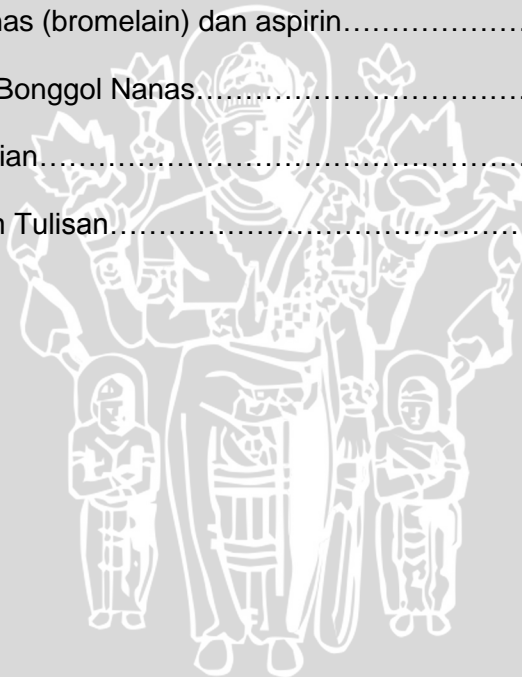 nas (bromelain) dan aspirin……………………
Bonggol Nanas……………………………………
ian……………………………………………………………
n Tulisan……………………………………………………